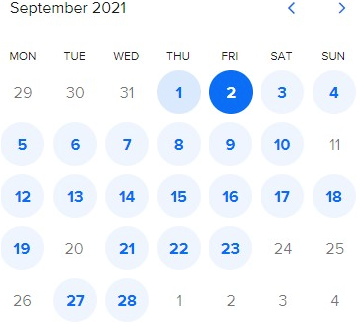 September 2021
MON TUE WED THU FRI SAT SUN
29 30 31 1 2 3 4
5 6 7 8 9 10 11
12 13 14 15 16 17 18
19 20 21 22 23 24 25
26 27 28 1 2 3 4